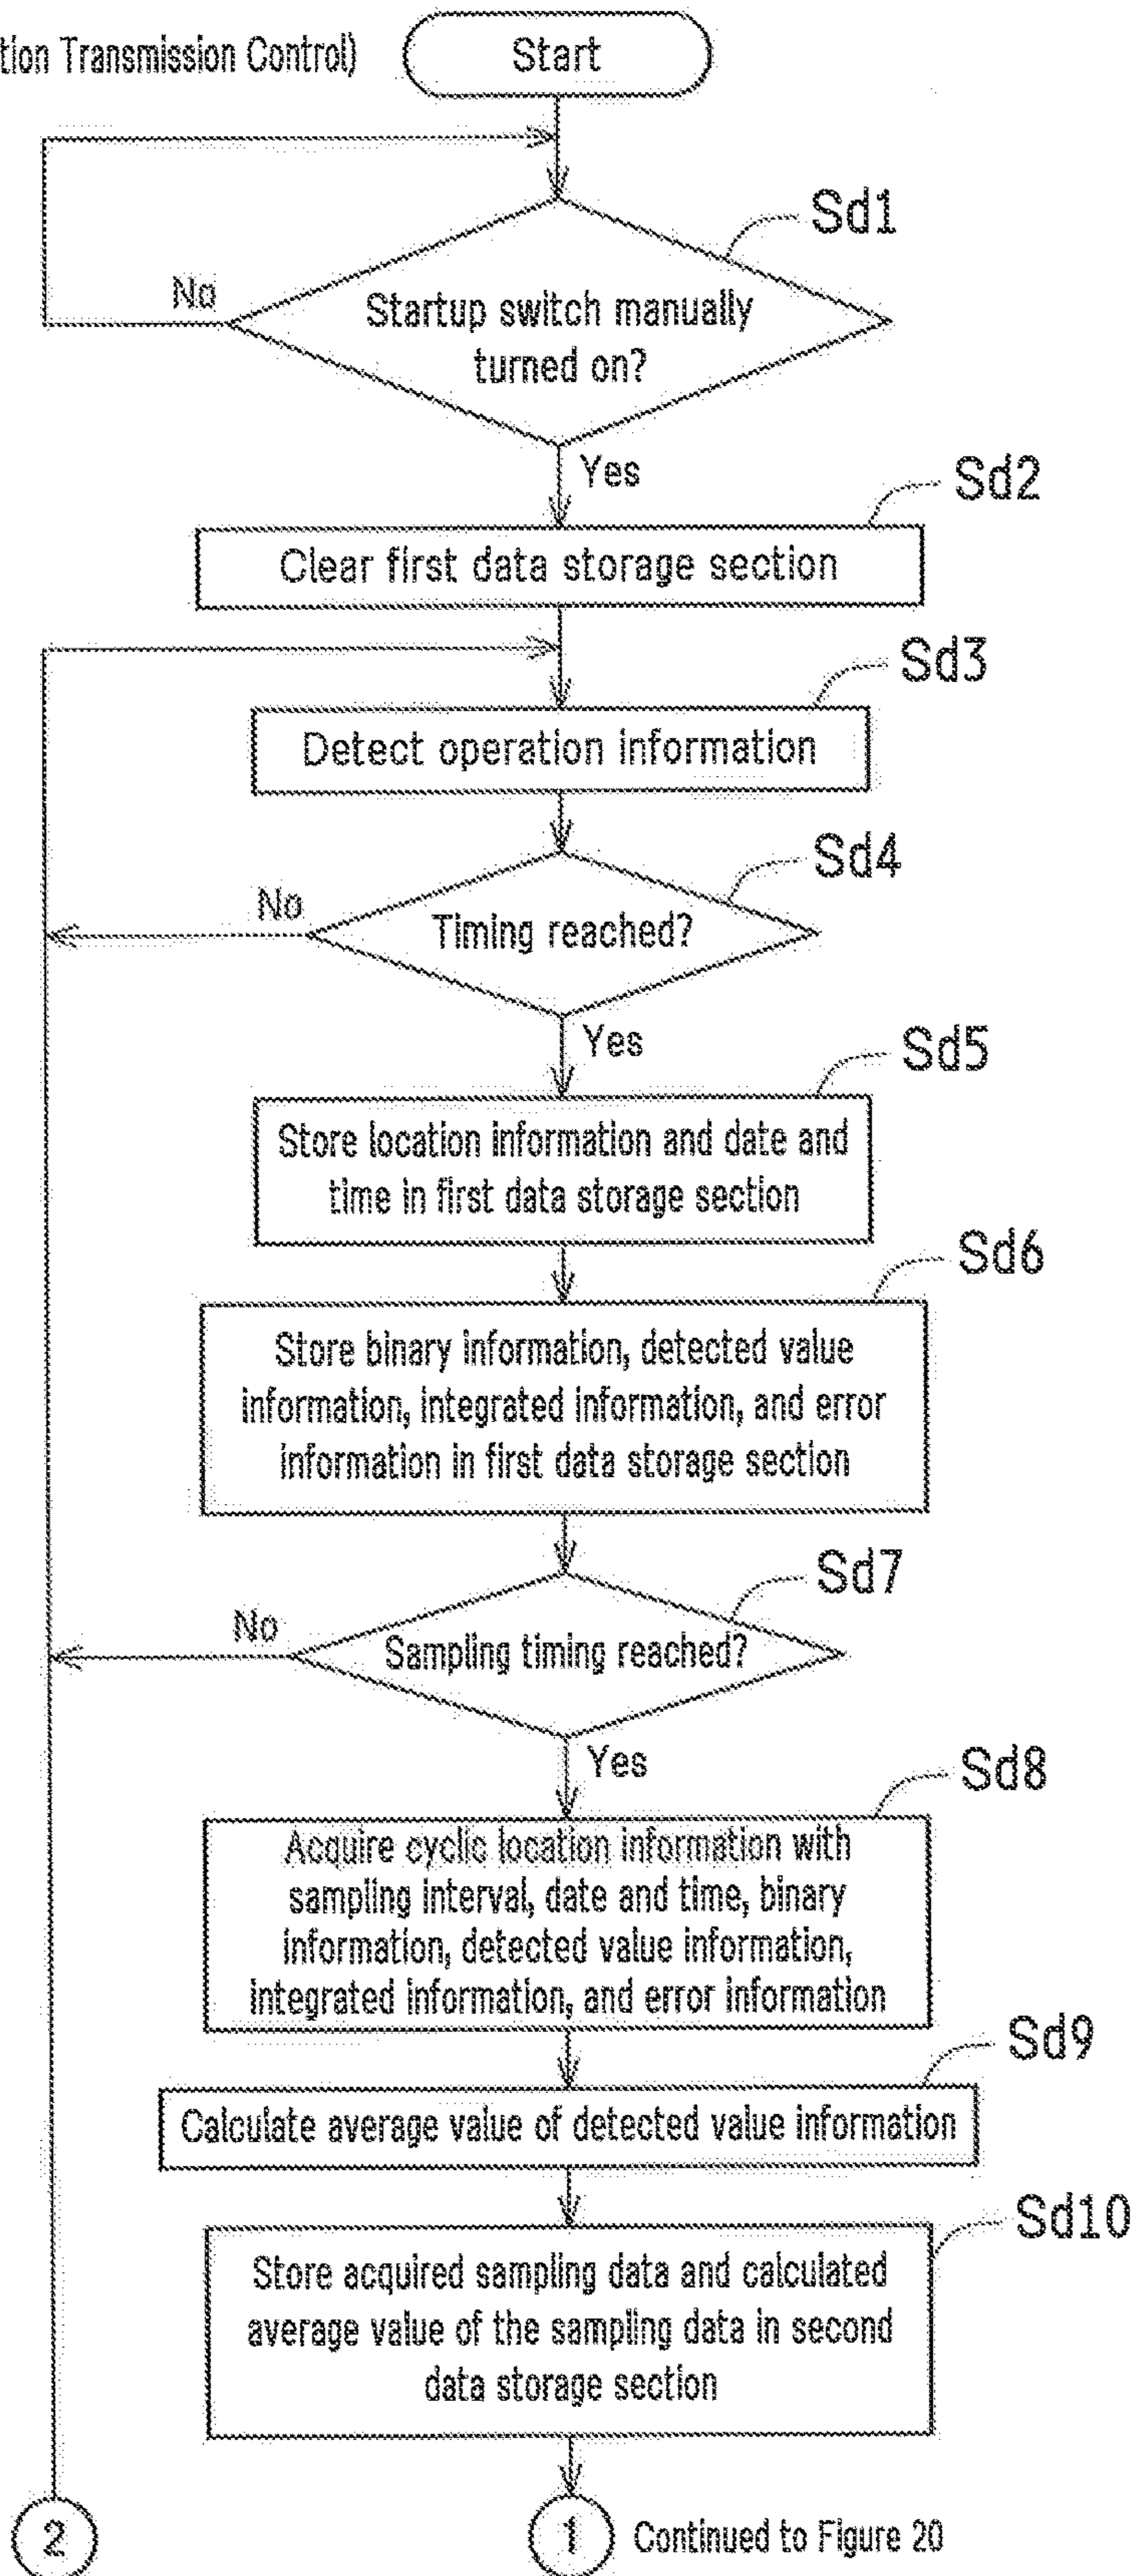 tion Transmission Control)
Start
Sd1
No
Startup switch manually
turned on?
Yes
Sd2
Clear first data storage section
Sd3
Detect operation information
Sd4
No
Timing reached?
Yes
Sd5
Store location information and date and
time in first data storage section
Sd6
Store binary information, detected value
information, integrated information, and error
information in first data storage section
Sd7
No
Sampling timing reached?
Yes
Sd8
Acquire cyclic location information with
sampling interval, date and time, binary
information, detected value information,
integrated information, and error information
Sd9
Calculate average value of detected value information
Sd10
Store acquired sampling data and calculated
average value of the sampling data in second
data storage section
2
1
Continued to Figure 20